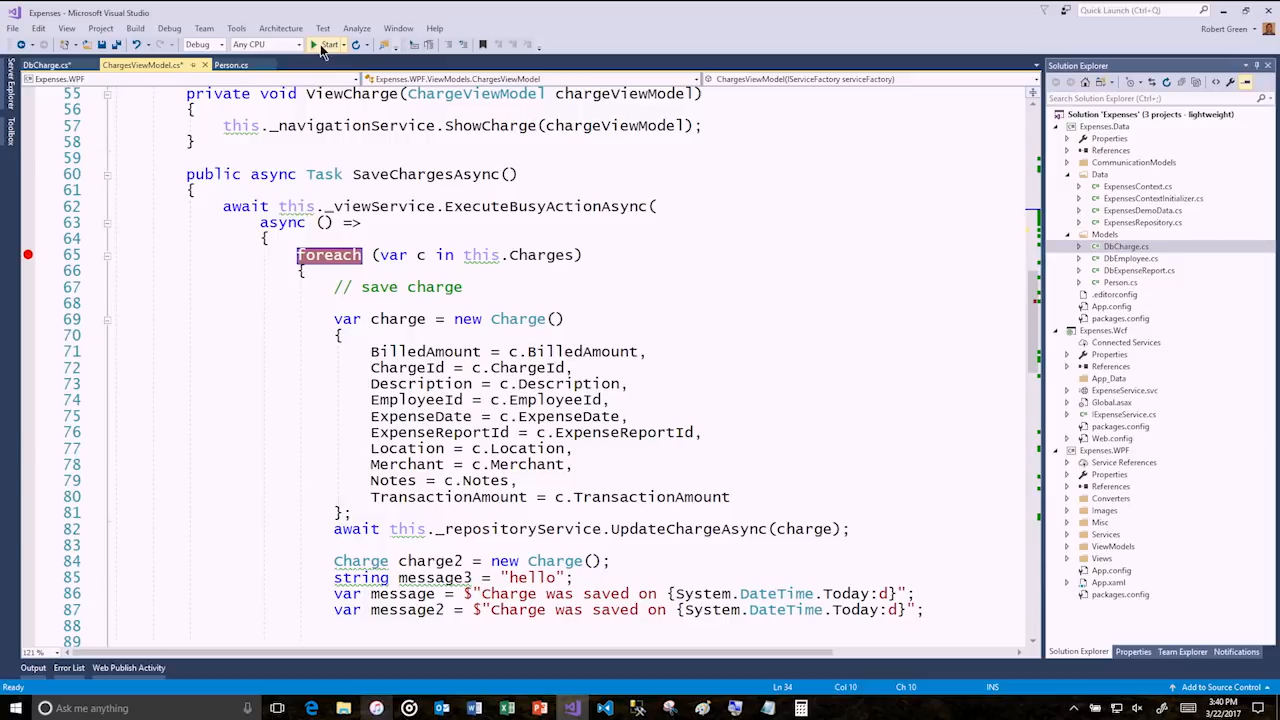 Expenses - Microsoft Visual Studio
Quick Launch (Ctrl+Q)
File Edit View Project Build Debug Team Tools Architecture Test Analyze Window Help
Robert Green
Debug Any CPU Start
DbCharge.cs* ChargesViewModel.cs* Person.cs
Expenses.WPF Expenses.WPF.ViewModels.ChargesViewModel ChargesViewModel(IServiceFactory serviceFactory)
Server Explorer
Toolbox
55 private void ViewCharge(ChargeViewModel chargeViewModel)
56 {
57 this._navigationService.ShowCharge(chargeViewModel);
58 }
59
60 public async Task SaveChargesAsync()
61 {
62 await this._viewService.ExecuteBusyActionAsync(
63 async () =>
64 {
65 foreach (var c in this.Charges)
66 {
67 // save charge
68
69 var charge = new Charge()
70 {
71 BilledAmount = c.BilledAmount,
72 ChargeId = c.ChargeId,
73 Description = c.Description,
74 EmployeeId = c.EmployeeId,
75 ExpenseDate = c.ExpenseDate,
76 ExpenseReportId = c.ExpenseReportId,
77 Location = c.Location,
78 Merchant = c.Merchant,
79 Notes = c.Notes,
80 TransactionAmount = c.TransactionAmount
81 };
82 await this._repositoryService.UpdateChargeAsync(charge);
83
84 Charge charge2 = new Charge();
85 string message3 = "hello";
86 var message = $"Charge was saved on {System.DateTime.Today:d}";
87 var message2 = $"Charge was saved on {System.DateTime.Today:d}";
88
89
121 %
Solution Explorer
Search Solution Explorer (Ctrl+;)
Solution 'Expenses' (3 projects - lightweight)
Expenses.Data
Properties
References
CommunicationModels
Data
ExpensesContext.cs
ExpensesContextInitializer.cs
ExpensesDemoData.cs
ExpensesRepository.cs
Models
DbCharge.cs
DbEmployee.cs
DbExpenseReport.cs
Person.cs
.editorconfig
App.config
packages.config
Expenses.Wcf
Connected Services
Properties
References
App_Data
ExpenseService.svc
Global.asax
IExpenseService.cs
packages.config
Web.config
Expenses.WPF
Service References
Properties
References
Converters
Images
Misc
Services
ViewModels
Views
App.config
App.xaml
packages.config
Solution Explorer Properties Team Explorer Notifications
Output Error List Web Publish Activity
Ready Ln 34 Col 10 Ch 10 INS Add to Source Control
Ask me anything
3:40 PM
3/22/2017